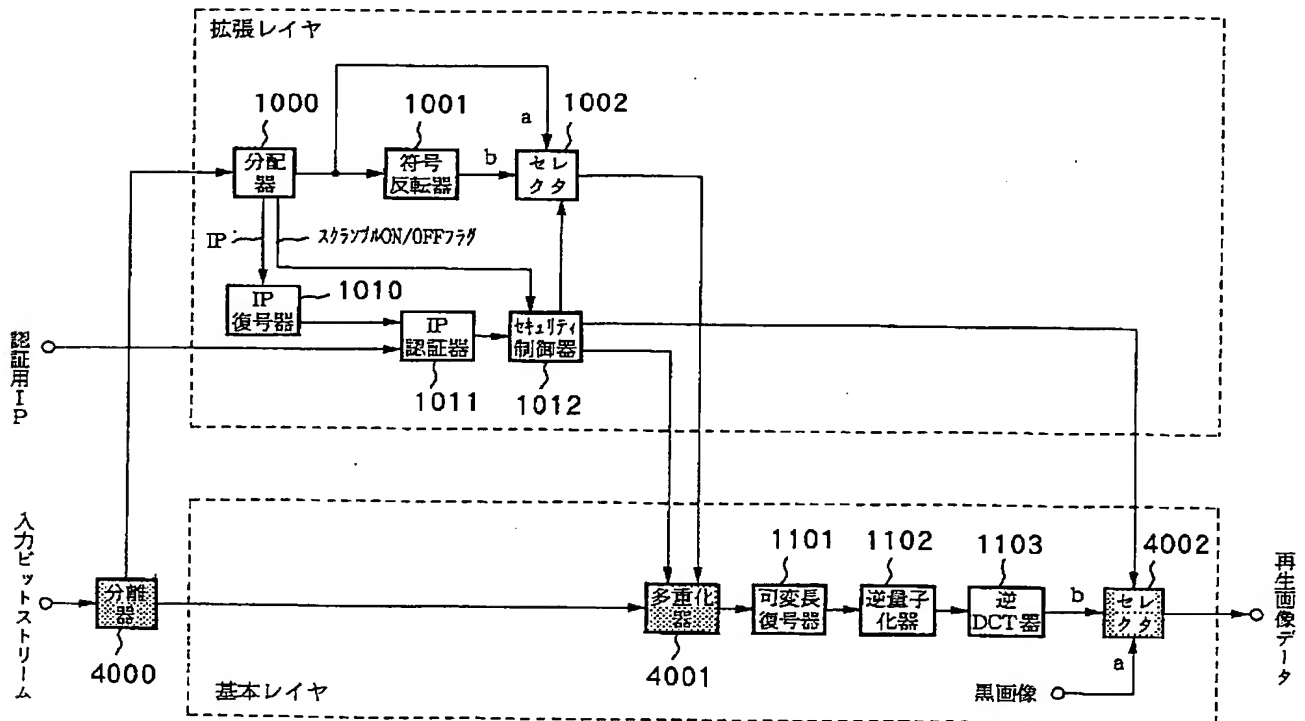 拡張レイヤ
1000
1001
1002
a
分配
器
符号
反転器
b
セレ
クタ
IP
スクランブルON/OFFフラグ
IP
復号器
1010
IP
認証器
セキュリティ
制御器
1011
1012
認証用IP
入力ビットストリーム
分離
器
4000
多重化
器
4001
1101
可変長
復号器
1102
逆量子
化器
1103
逆
DCT器
b
4002
セレ
クタ
a
黒画像
再生画像データ
基本レイヤ